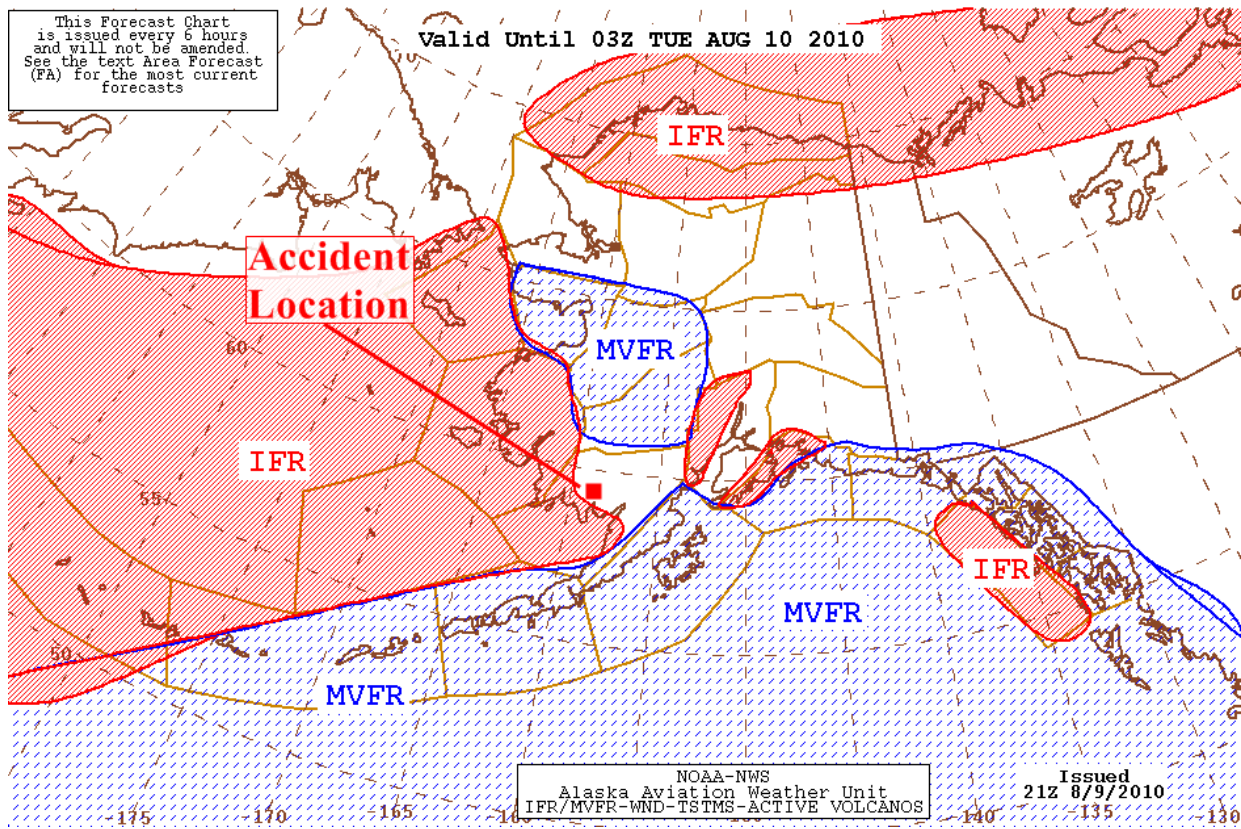 This Forecast Chart
is issued every 6 hours
and will not be amended.
See the text Area Forecast
(FA) for the most current
forecasts
Valid Until 03Z TUE AUG 10 2010
IFR
65
Accident
Location
60
MVFR
IFR
55
IFR
MVFR
50
MVFR
NOAA-NWS
Alaska Aviation Weather Unit
IFR/MVFR-WND-TSTMS-ACTIVE VOLCANOS
Issued
21Z 8/9/2010
-175
-170
-140
-135
-130